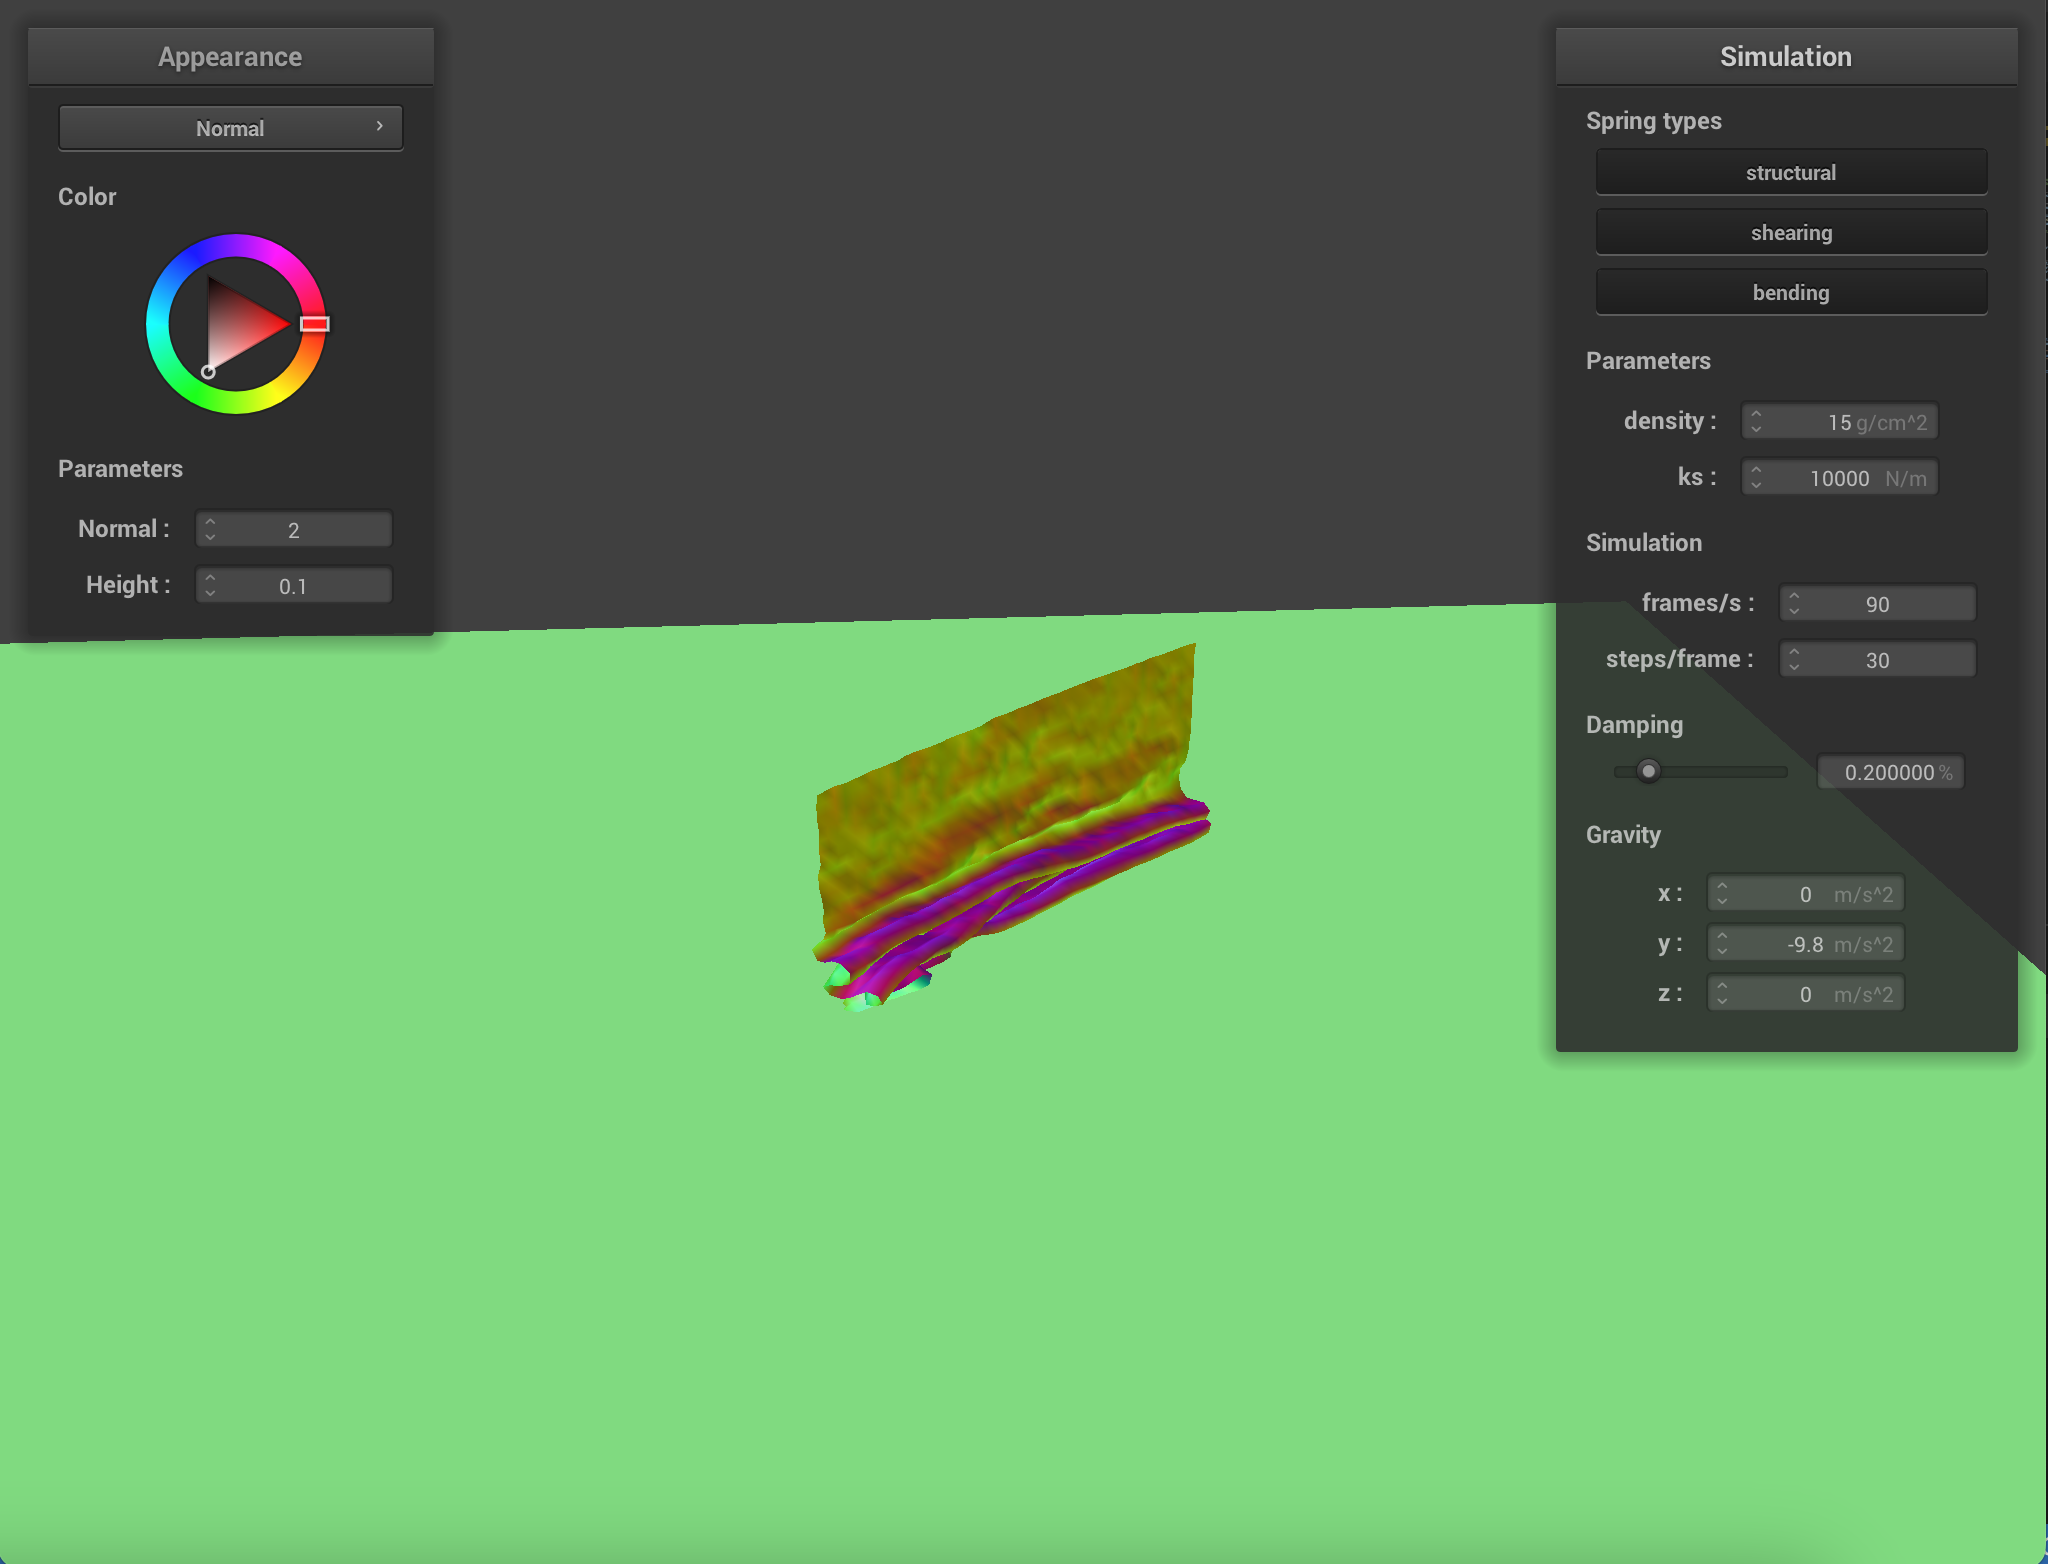 Appearance
Normal
Color
Parameters
Normal : 2
Height : 0.1
Simulation
Spring types
structural
shearing
bending
Parameters
density : 15 g/cm^2
ks : 10000 N/m
Simulation
frames/s : 90
steps/frame : 30
Damping
0.200000 %
Gravity
x : 0 m/s^2
y : -9.8 m/s^2
z : 0 m/s^2